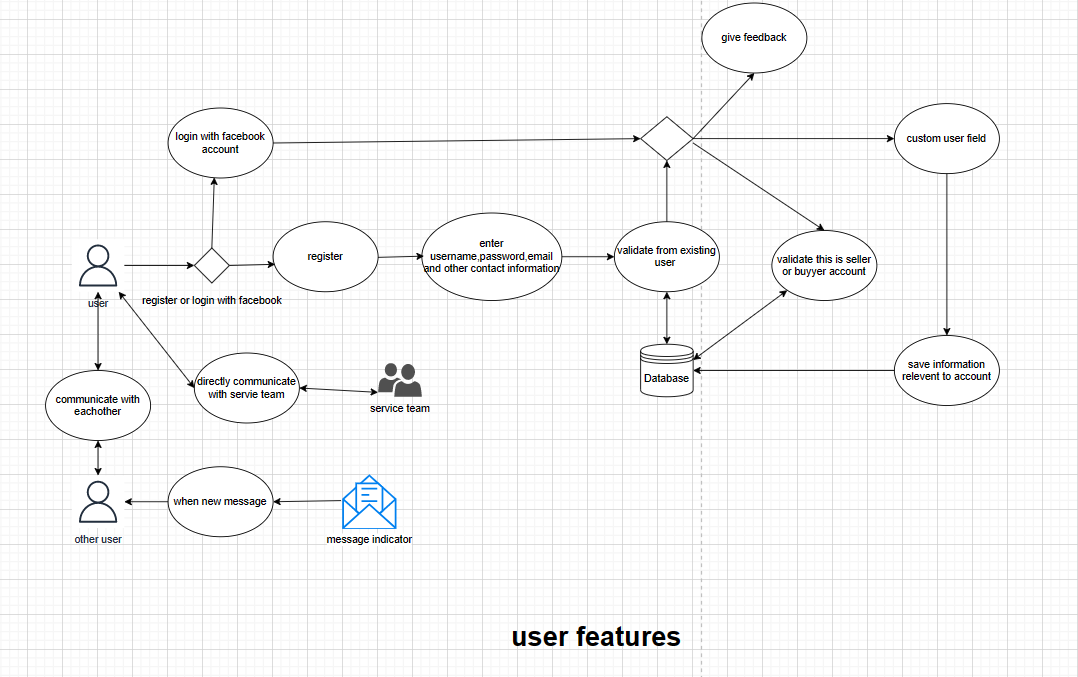 give feedback
login with facebook
account
custom user field
enter
username,password,email
and other contact information
register
validate from existing
user
validate this is seller
or buyyer account
user
register or login with facebook
directly communicate
with servie team
service team
Database
save information
relevent to account
communicate with
eachother
when new message
other user
message indicator
user features